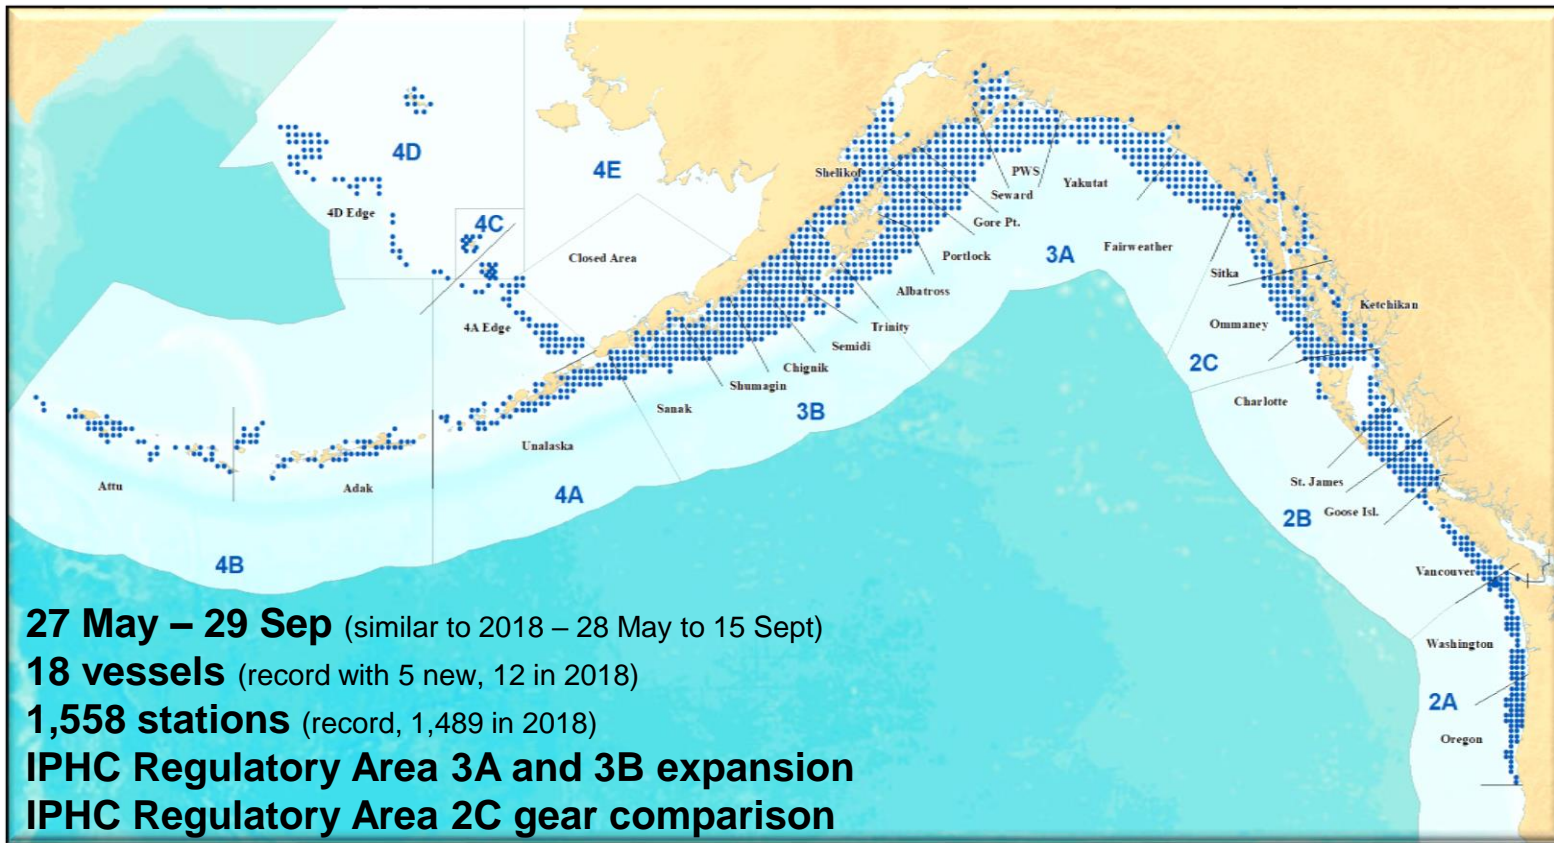 4D
4E
Shelikof
PWS
Yakutat
Seward
4D Edge
4C
Gore Pt.
Closed Area
Portlock
3A
Fairweather
Sitka
Albatross
Ketchikan
4A Edge
Trinity
Ommaney
Semidi
Chignik
2C
Shumagin
Charlotte
Sanak
3B
Unalaska
St. James
Attu
Adak
4A
Goose Isl.
2B
4B
Vancouver
27 May – 29 Sep (similar to 2018 – 28 May to 15 Sept)
Washington
18 vessels (record with 5 new, 12 in 2018)
2A
1,558 stations (record, 1,489 in 2018)
Oregon
IPHC Regulatory Area 3A and 3B expansion
IPHC Regulatory Area 2C gear comparison